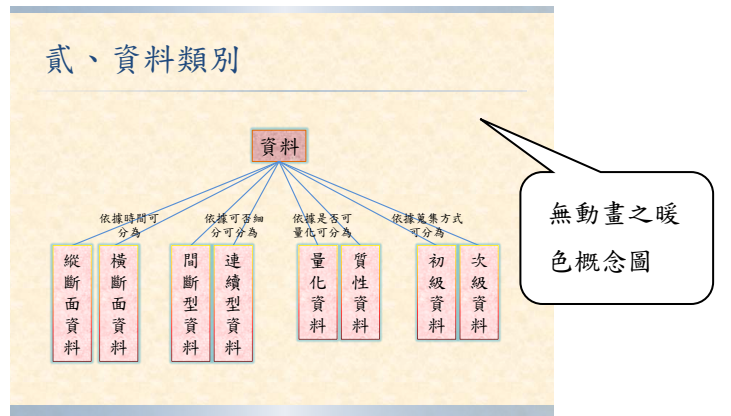 貳、資料類別
資料
依據時間可
分為
依據可否細
分可分為
依據是否可
量化可分為
依據蒐集方式
可分為
縱斷面資料
橫斷面資料
間斷型資料
連續型資料
量化資料
質性資料
初級資料
次級資料
無動畫之暖
色概念圖